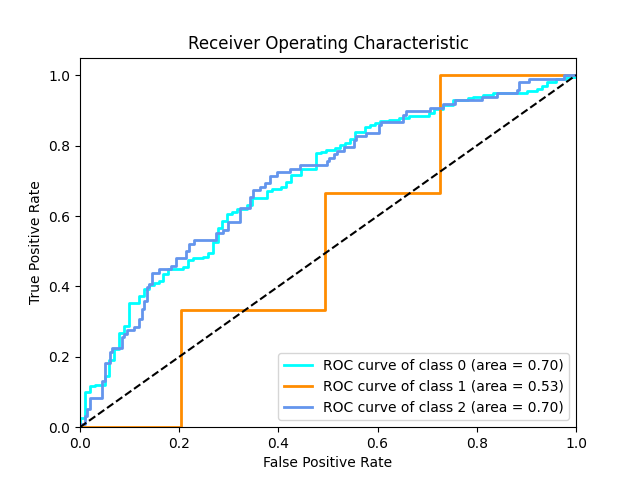 Receiver Operating Characteristic
True Positive Rate
1.0
0.8
0.6
0.4
0.2
0.0
ROC curve of class 0 (area = 0.70)
ROC curve of class 1 (area = 0.53)
ROC curve of class 2 (area = 0.70)
0.0 0.2 0.4 0.6 0.8 1.0
False Positive Rate